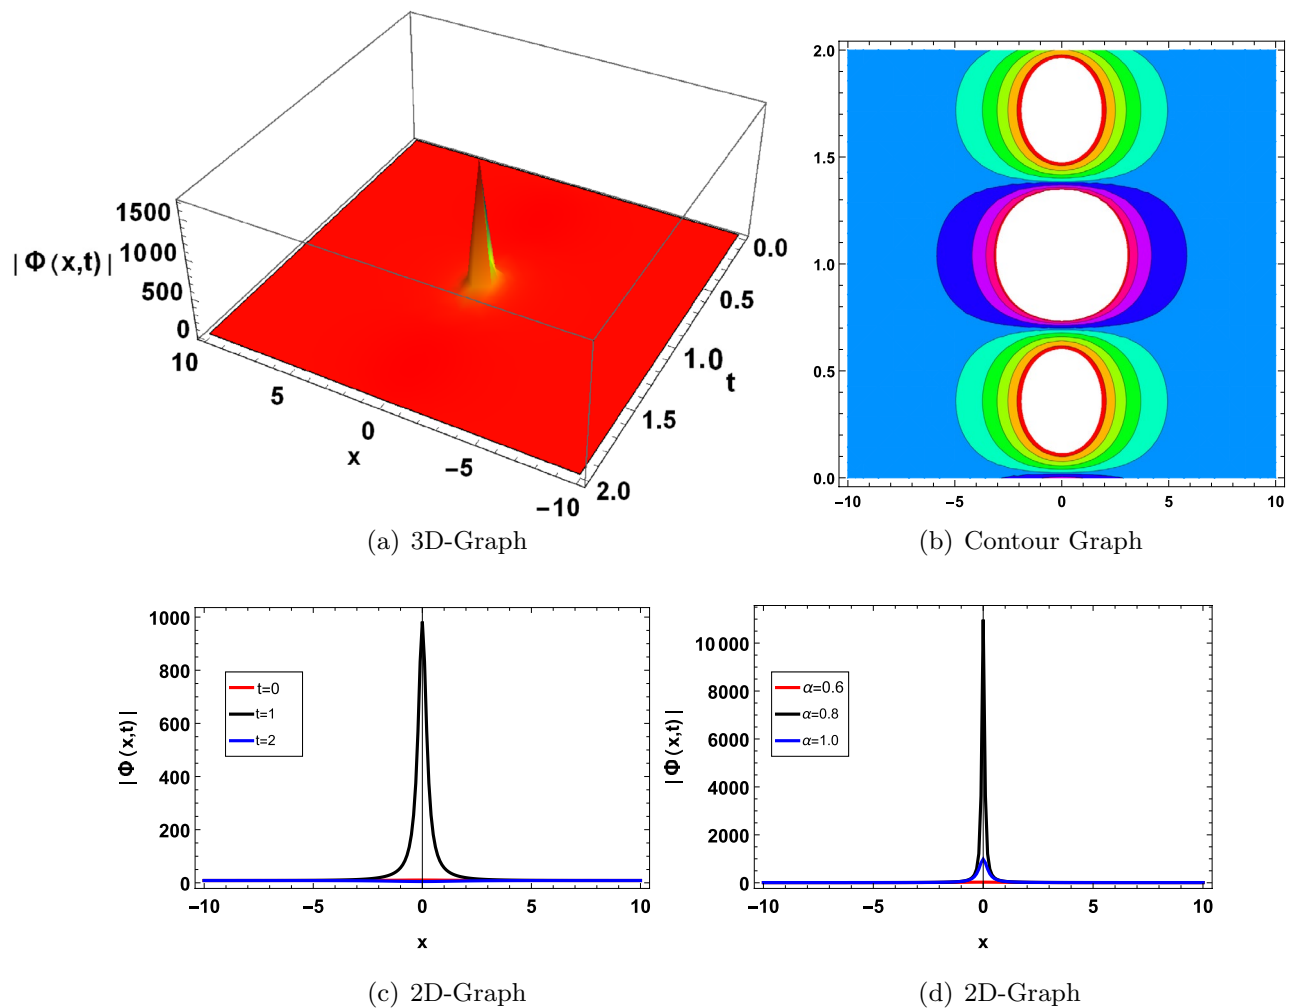 1500
1000
|Φ(x,t)|
500
0
10
5
0
x
−5
−10
0.0
0.5
1.0
t
1.5
2.0
(a) 3D-Graph
2.0
1.5
1.0
0.5
0.0
−10 −5 0 5 10
(b) Contour Graph
1000
800
600
400
200
0
|Φ(x,t)|
t=0
t=1
t=2
−10 −5 0 5 10
x
(c) 2D-Graph
10 000
8000
6000
4000
2000
0
|Φ(x,t)|
α=0.6
α=0.8
α=1.0
−10 −5 0 5 10
x
(d) 2D-Graph